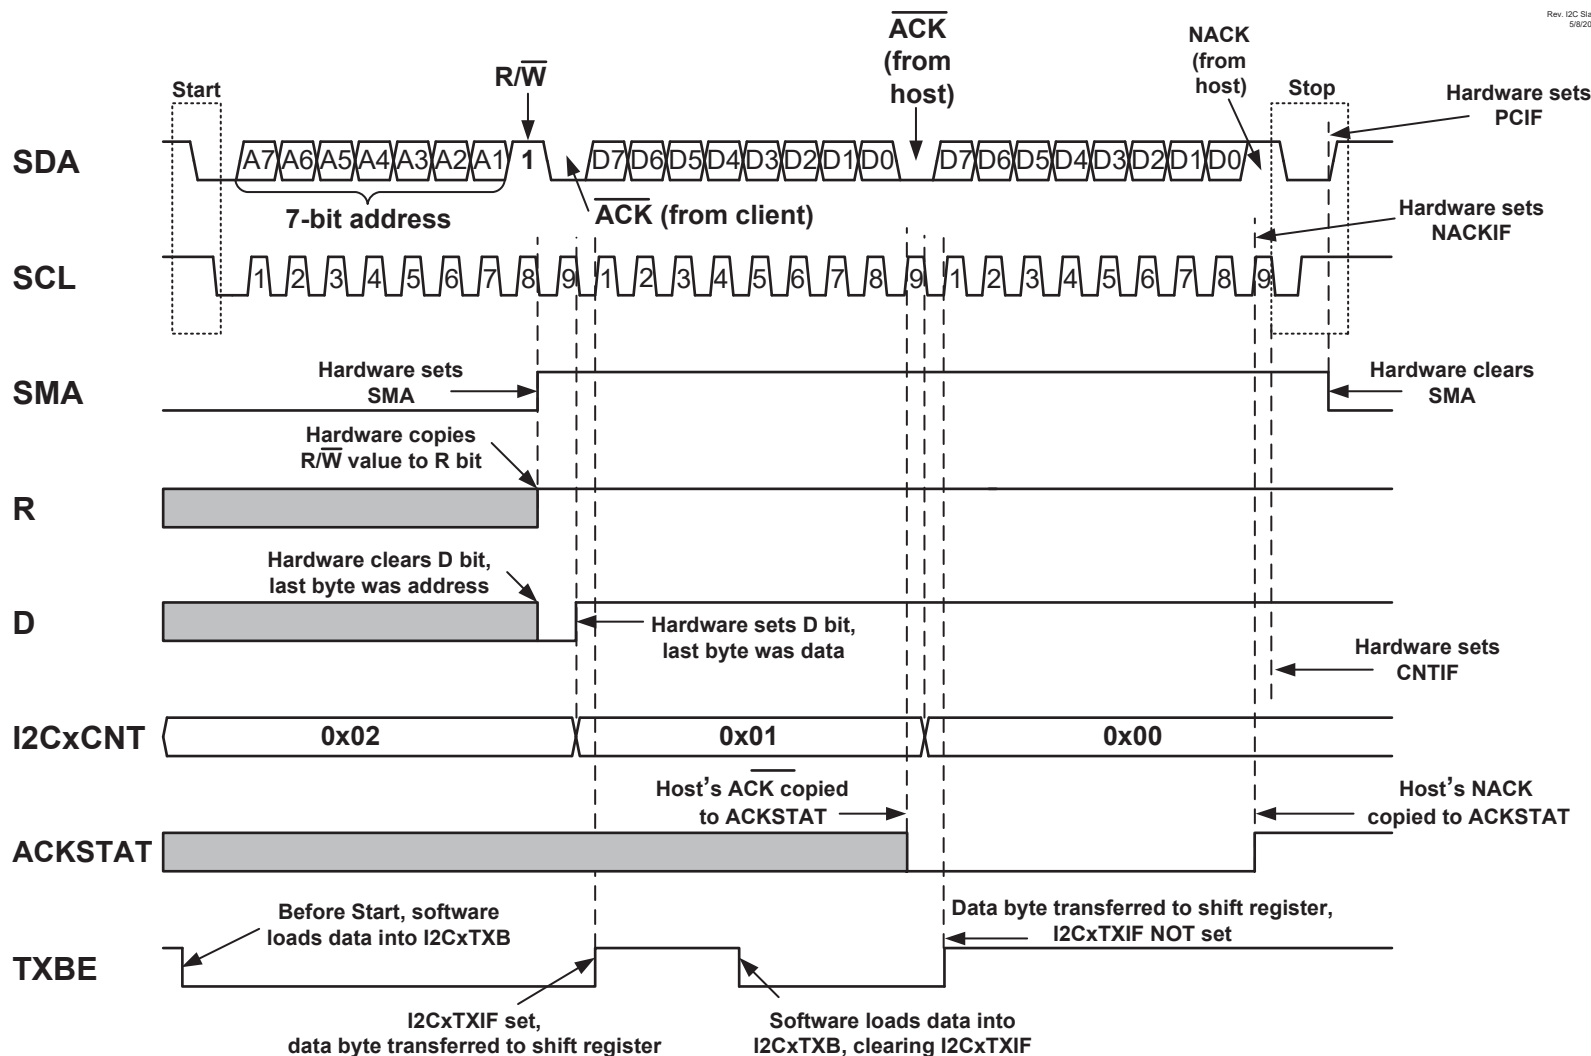 Rev. I2C Sla
5/8/20
Start
R/W
ACK
(from
host)
NACK
(from
host)
Stop
Hardware sets
PCIF
SDA
A7 A6 A5 A4 A3 A2 A1 1 D7 D6 D5 D4 D3 D2 D1 D0 D7 D6 D5 D4 D3 D2 D1 D0
7-bit address
ACK (from client)
Hardware sets
NACKIF
SCL
1 2 3 4 5 6 7 8 9 1 2 3 4 5 6 7 8 9 1 2 3 4 5 6 7 8 9
SMA
Hardware sets
SMA
Hardware clears
SMA
Hardware copies
R/W value to R bit
R
Hardware clears D bit,
last byte was address
D
Hardware sets D bit,
last byte was data
Hardware sets
CNTIF
I2CxCNT
0x02
0x01
0x00
Host's ACK copied
to ACKSTAT
Host's NACK
copied to ACKSTAT
ACKSTAT
Before Start, software
loads data into I2CxTXB
Data byte transferred to shift register,
I2CxTXIF NOT set
TXBE
I2CxTXIF set,
data byte transferred to shift register
Software loads data into
I2CxTXB, clearing I2CxTXIF